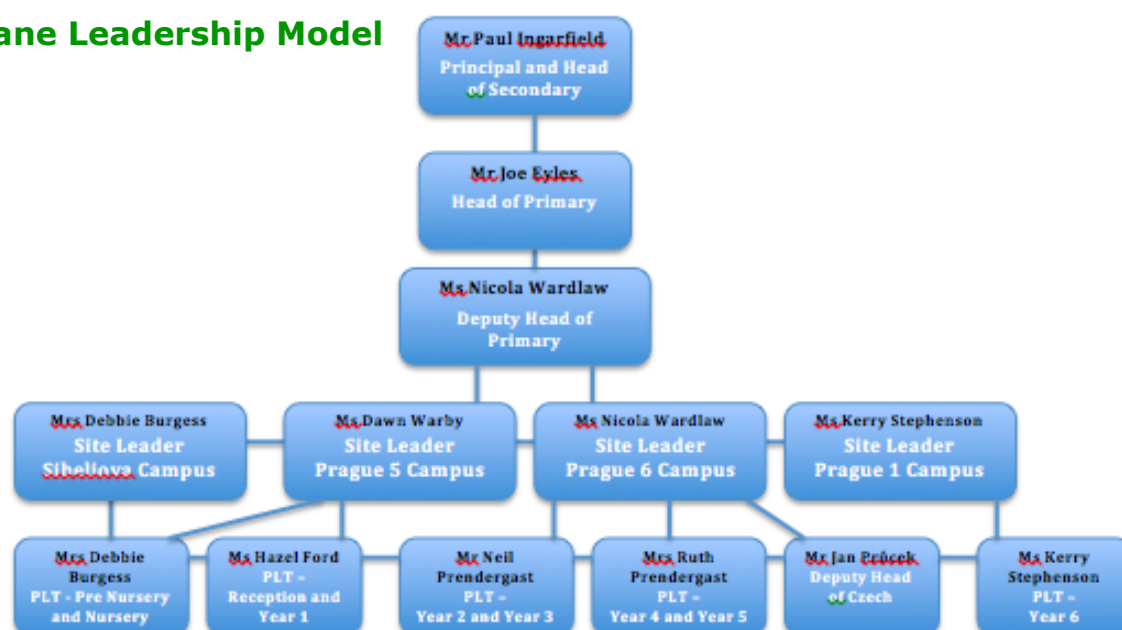 ane Leadership Model
Mr.Paul Ingarfield
Principal and Head
of Secondary
Mr.Joe Eyles
Head of Primary
Ms.Nicola Wardlaw
Deputy Head of
Primary
Mrs Debbie Burgess
Site Leader
Sibeliova Campus
Ms.Dawn Warby
Site Leader
Prague 5 Campus
Ms Nicola Wardlaw
Site Leader
Prague 6 Campus
Ms.Kerry Stephenson
Site Leader
Prague 1 Campus
Mrs Debbie
Burgess
PLT - Pre Nursery
and Nursery
Ms Hazel Ford
PLT –
Reception and
Year 1
Mr Neil
Prendergast
PLT –
Year 2 and Year 3
Mrs Ruth
Prendergast
PLT –
Year 4 and Year 5
Mr Jan Průcek
Deputy Head
of Czech
Ms Kerry
Stephenson
PLT –
Year 6